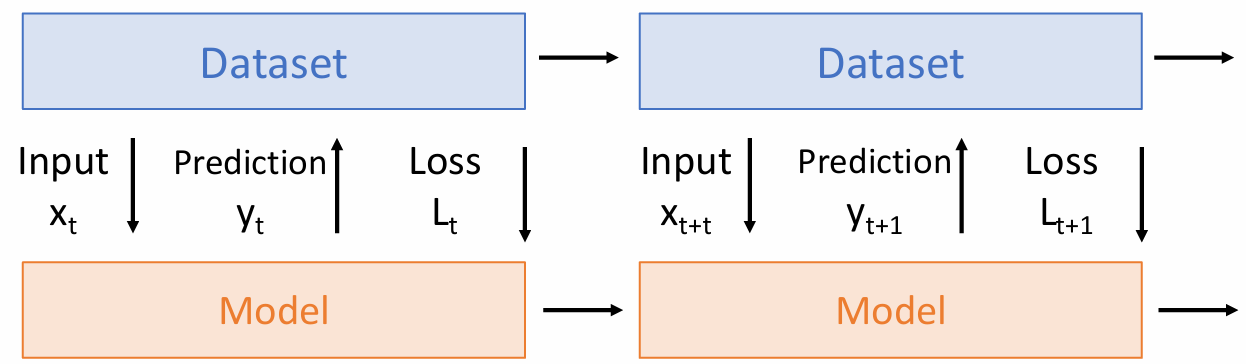 Dataset
Dataset
Input
x_t
Prediction
y_t
Loss
L_t
Input
x_{t+t}
Prediction
y_{t+1}
Loss
L_{t+1}
Model
Model